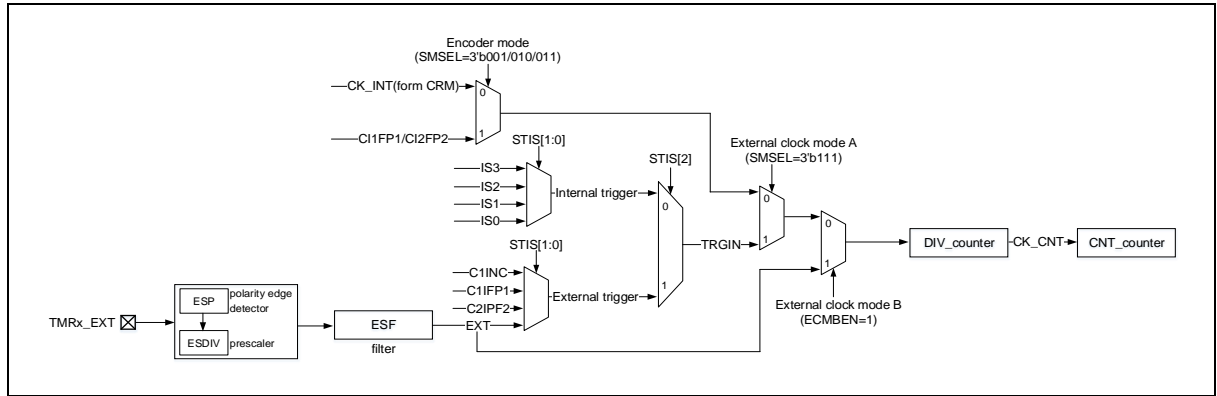 Encoder mode
(SMSEL=3'b001/010/011)
CK_INT(form CRM)
0
CI1FP1/CI2FP2
1
STIS[1:0]
External clock mode A
(SMSEL=3'b111)
STIS[2]
IS3
IS2
IS1
IS0
Internal trigger
0
0
1
TRGIN
0
1
DIV_counter
CK_CNT
CNT_counter
STIS[1:0]
C1INC
C1IFP1
C2IPF2
EXT
External trigger
1
External clock mode B
(ECMBEN=1)
TMRx_EXT
ESP
polarity edge
detector
ESDIV
prescaler
ESF
filter